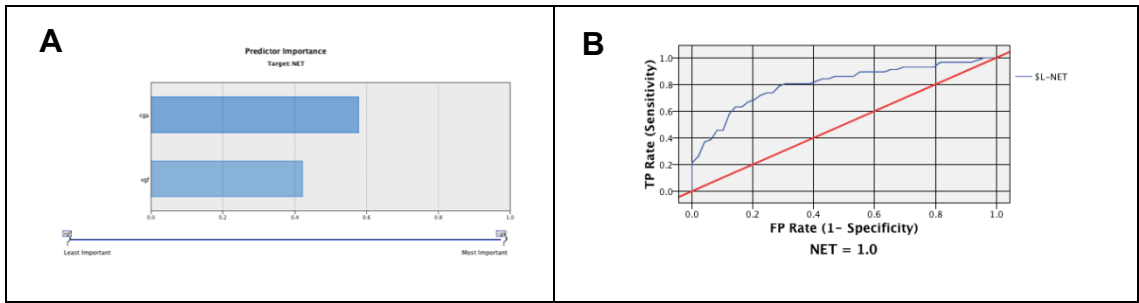 A
Predictor Importance
Target: NET
cga
vgf
0.0 0.2 0.4 0.6 0.8 1.0
Least Important Most Important
B
TP Rate (Sensitivity)
1.0
0.8
0.6
0.4
0.2
0.0
0.0 0.2 0.4 0.6 0.8 1.0
FP Rate (1- Specificity)
NET = 1.0
$L-NET